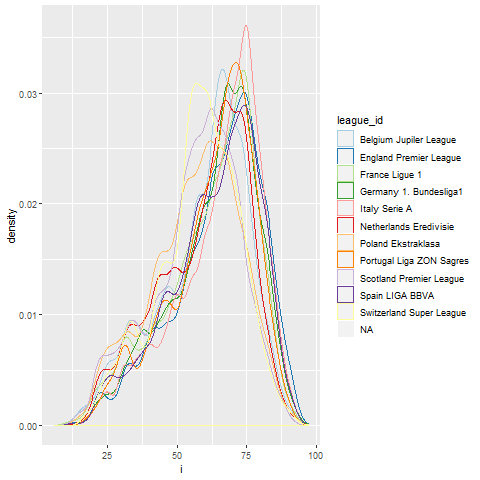 0.03
0.02
0.01
0.00
density
25
50
75
100
i
league_id
Belgium Jupiler League
England Premier League
France Ligue 1
Germany 1. Bundesliga1
Italy Serie A
Netherlands Eredivisie
Poland Ekstraklasa
Portugal Liga ZON Sagres
Scotland Premier League
Spain LIGA BBVA
Switzerland Super League
NA